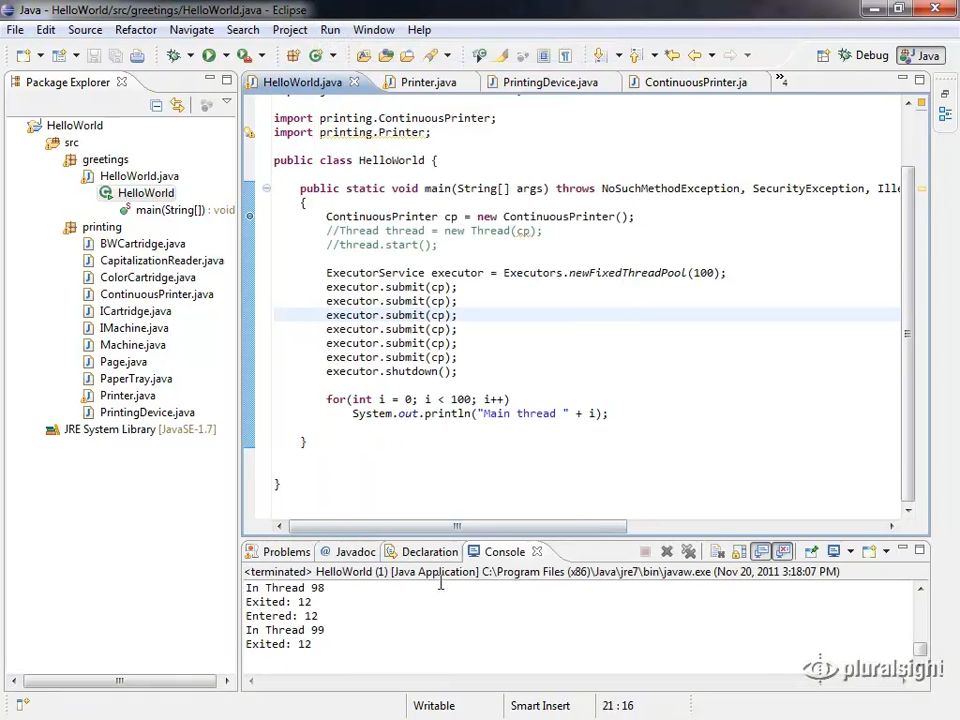 Java - HelloWorld/src/greetings/HelloWorld.java - Eclipse
File Edit Source Refactor Navigate Search Project Run Window Help
Debug Java
Package Explorer
HelloWorld.java Printer.java PrintingDevice.java ContinuousPrinter.ja 4
HelloWorld
src
greetings
HelloWorld.java
HelloWorld
main(String[]) : void
printing
BWCartridge.java
CapitalizationReader.java
ColorCartridge.java
ContinuousPrinter.java
ICartridge.java
IMachine.java
Machine.java
Page.java
PaperTray.java
Printer.java
PrintingDevice.java
JRE System Library [JavaSE-1.7]
import printing.ContinuousPrinter;
import printing.Printer;
public class HelloWorld {
public static void main(String[] args) throws NoSuchMethodException, SecurityException, Ille
{
ContinuousPrinter cp = new ContinuousPrinter();
//Thread thread = new Thread(cp);
//thread.start();
ExecutorService executor = Executors.newFixedThreadPool(100);
executor.submit(cp);
executor.submit(cp);
executor.submit(cp);
executor.submit(cp);
executor.submit(cp);
executor.submit(cp);
executor.shutdown();
for(int i = 0; i < 100; i++)
System.out.println("Main thread " + i);
}
}
Problems Javadoc Declaration Console
<terminated> HelloWorld (1) [Java Application] C:\Program Files (x86)\Java\jre7\bin\javaw.exe (Nov 20, 2011 3:18:07 PM)
In Thread 98
Exited: 12
Entered: 12
In Thread 99
Exited: 12
pluralsight
Writable Smart Insert 21 : 16